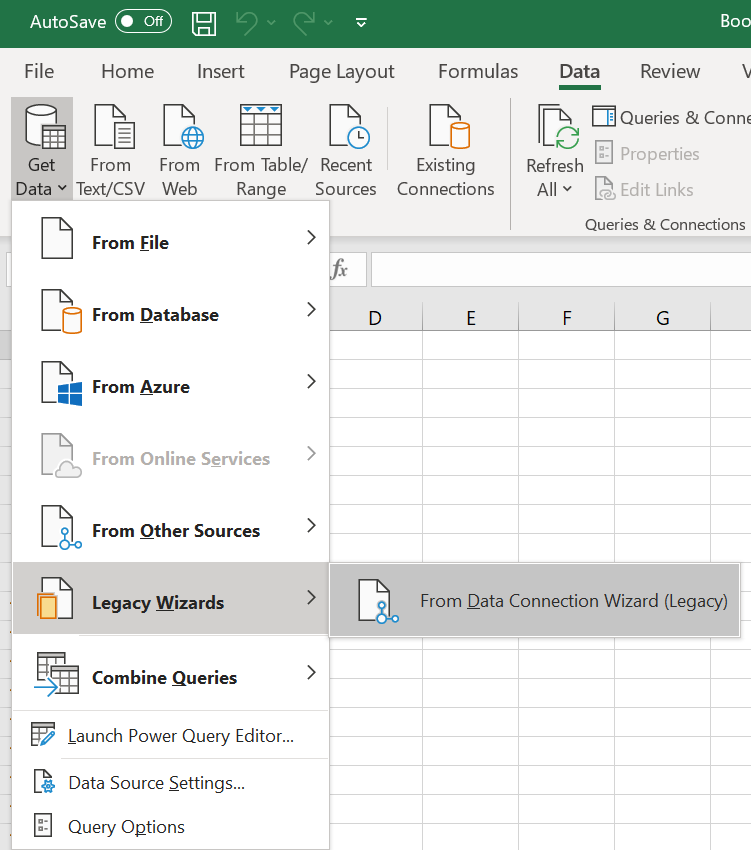 AutoSave Off Boo
File Home Insert Page Layout Formulas Data Review V
Get Data
From Text/CSV
From Web
From Table/ Range
Recent Sources
Existing Connections
Refresh All
Queries & Conne
Properties
Edit Links
Queries & Connections
fx
D E F G
From File
From Database
From Azure
From Online Services
From Other Sources
Legacy Wizards
From Data Connection Wizard (Legacy)
Combine Queries
Launch Power Query Editor...
Data Source Settings...
Query Options